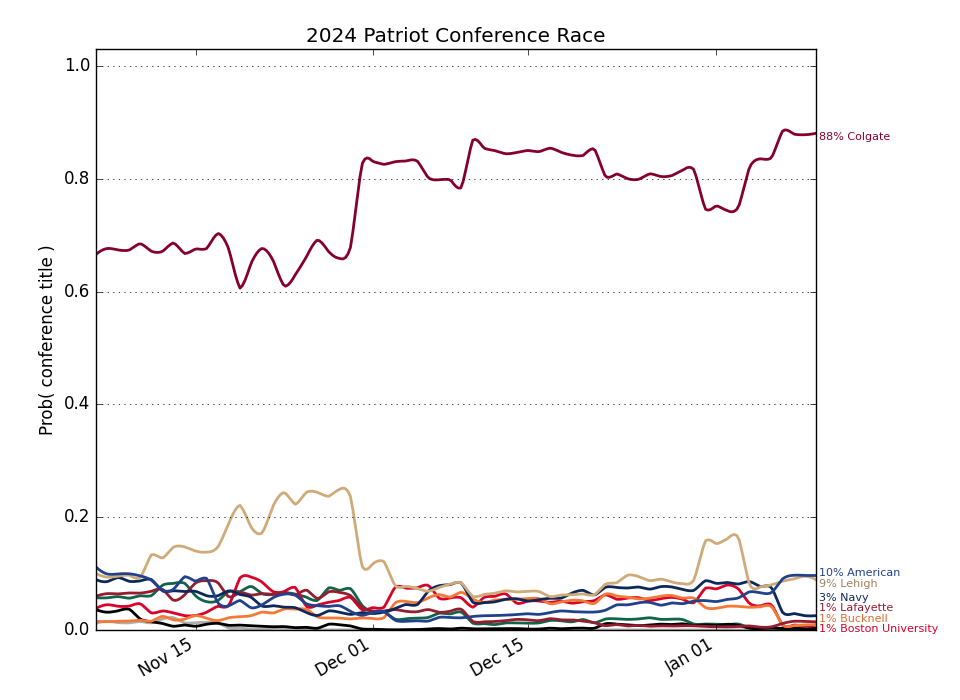 2024 Patriot Conference Race
Prob( conference title )
1.0
0.8
0.6
0.4
0.2
0.0
Nov 15
Dec 01
Dec 15
Jan 01
88% Colgate
10% American
9% Lehigh
3% Navy
1% Lafayette
1% Bucknell
1% Boston University